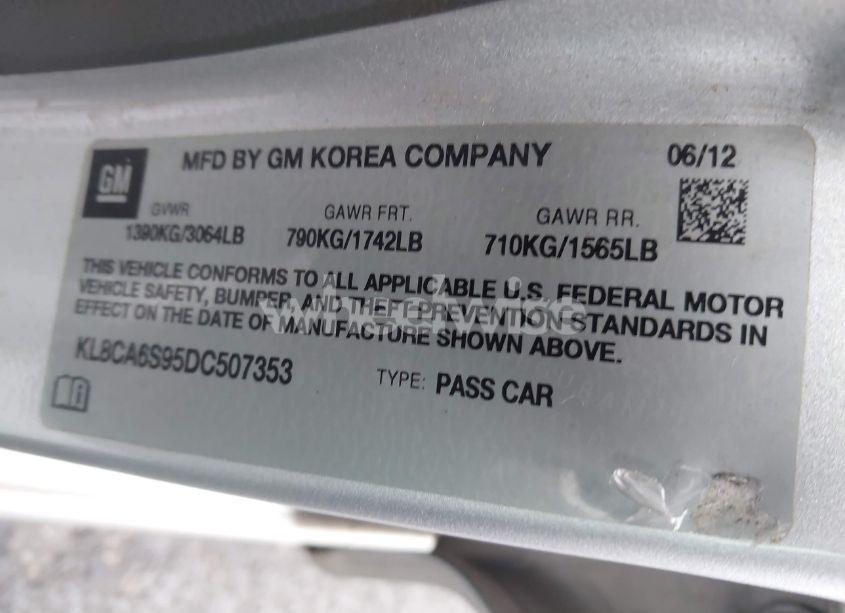 GM
MFD BY GM KOREA COMPANY
06/12
GVWR
GAWR FRT.
GAWR RR.
1390KG/3064LB
790KG/1742LB
710KG/1565LB
THIS VEHICLE CONFORMS TO ALL APPLICABLE U.S. FEDERAL MOTOR
VEHICLE SAFETY, BUMPER, AND THEFT PREVENTION STANDARDS IN
EFFECT ON THE DATE OF MANUFACTURE SHOWN ABOVE.
KL8CA6S95DC507353
TYPE: PASS CAR